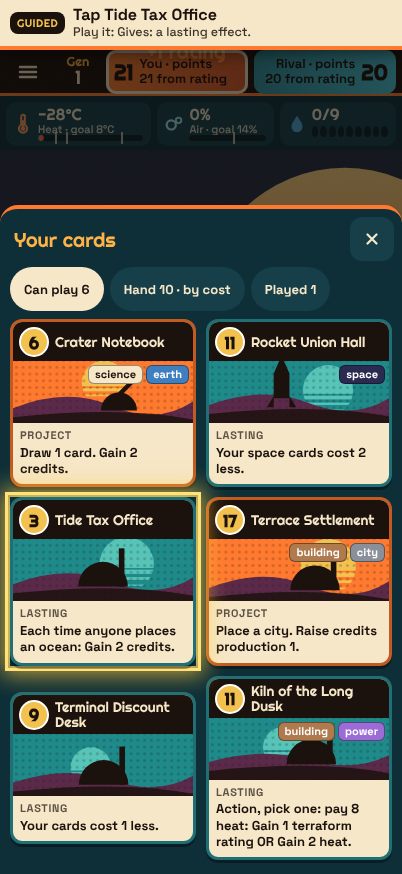 GUIDED
Tap Tide Tax Office
Play it: Gives: a lasting effect.
+1 rating
Gen
1
21
You · points
21 from rating
Rival · points
20 from rating
20
-28°C
Heat · goal 8°C
0%
Air · goal 14%
0/9
Your cards
×
Can play 6
Hand 10 · by cost
Played 1
6
Crater Notebook
science
earth
PROJECT
Draw 1 card. Gain 2
credits.
11
Rocket Union Hall
space
LASTING
Your space cards cost 2
less.
3
Tide Tax Office
LASTING
Each time anyone places
an ocean: Gain 2 credits.
17
Terrace Settlement
building
city
PROJECT
Place a city. Raise credits
production 1.
9
Terminal Discount
Desk
LASTING
Your cards cost 1 less.
11
Kiln of the Long
Dusk
building
power
LASTING
Action, pick one: pay 8
heat: Gain 1 terraform
rating OR Gain 2 heat.